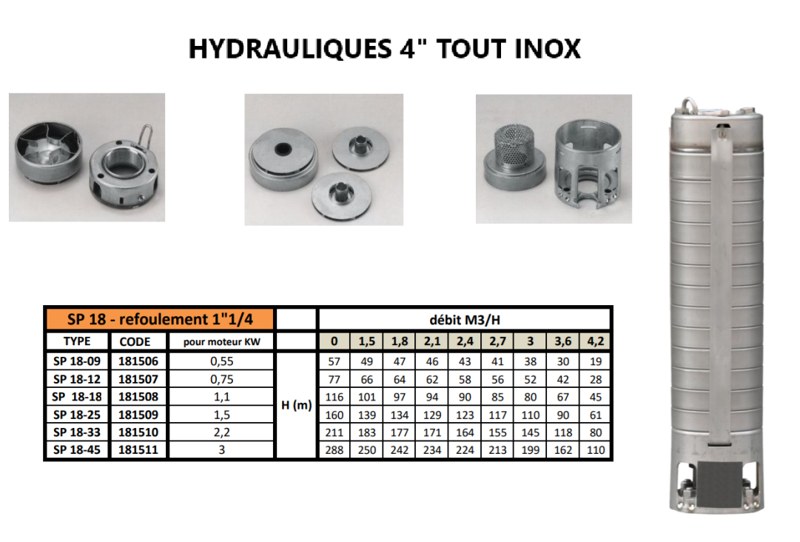 HYDRAULIQUES 4" TOUT INOX
SP 18 - refoulement 1"1/4 débit M3/H
TYPE CODE pour moteur KW 0 1,5 1,8 2,1 2,4 2,7 3 3,6 4,2
H (m)
SP 18-09 181506 0,55 57 49 47 46 43 41 38 30 19
SP 18-12 181507 0,75 77 66 64 62 58 56 52 42 28
SP 18-18 181508 1,1 116 101 97 94 90 85 80 67 45
SP 18-25 181509 1,5 160 139 134 129 123 117 110 90 61
SP 18-33 181510 2,2 211 183 177 171 164 155 145 118 80
SP 18-45 181511 3 288 250 242 234 224 213 199 162 110